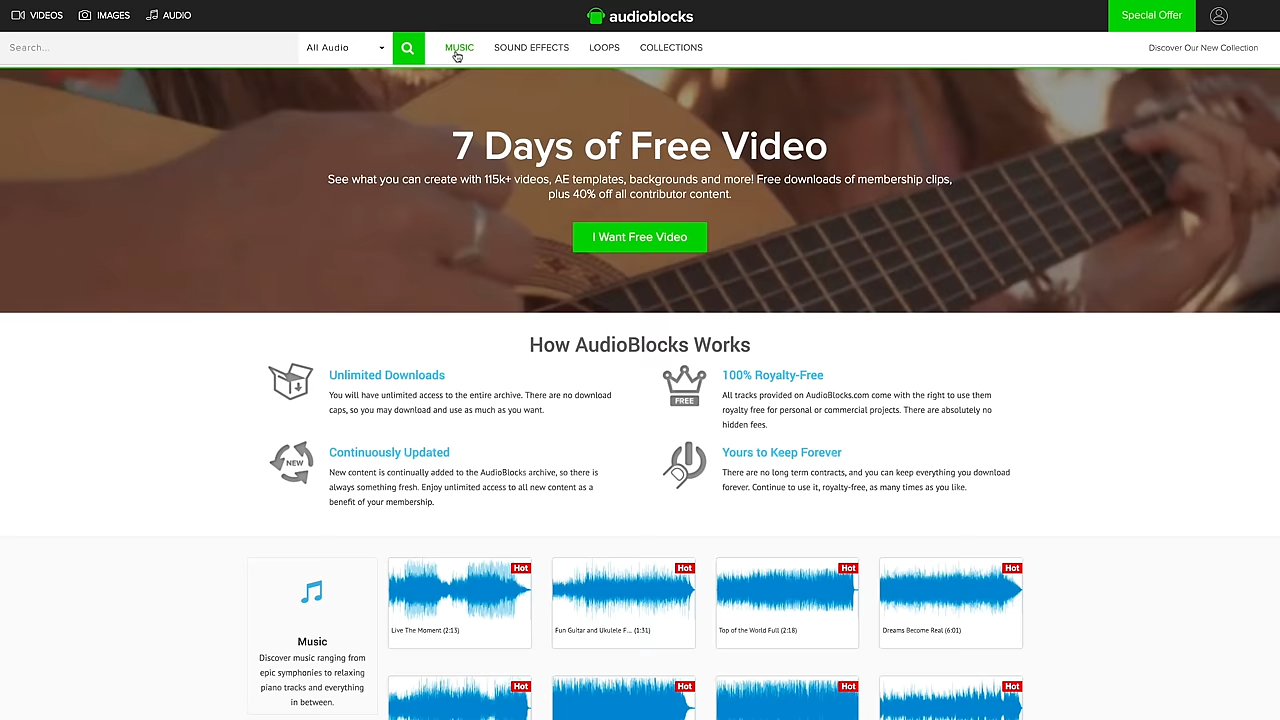 VIDEOS IMAGES AUDIO audioblocks Special Offer
Search... All Audio MUSIC SOUND EFFECTS LOOPS COLLECTIONS Discover Our New Collection
7 Days of Free Video
See what you can create with 115k+ videos, AE templates, backgrounds and more! Free downloads of membership clips,
plus 40% off all contributor content.
I Want Free Video
How AudioBlocks Works
Unlimited Downloads
You will have unlimited access to the entire archive. There are no download
caps, so you may download and use as much as you want.
FREE
100% Royalty-Free
All tracks provided on AudioBlocks.com come with the right to use them
royalty free for personal or commercial projects. There are absolutely no
hidden fees.
NEW
Continuously Updated
New content is continually added to the AudioBlocks archive, so there is
always something fresh. Enjoy unlimited access to all new content as a
benefit of your membership.
Yours to Keep Forever
There are no long term contracts, and you can keep everything you download
forever. Continue to use it, royalty-free, as many times as you like.
Music
Discover music ranging from
epic symphonies to relaxing
piano tracks and everything
in between.
Hot Hot Hot Hot
Live The Moment (2:13) Fun Guitar and Ukulele F... (1:31) Top of the World Full (2:18) Dreams Become Real (6:01)
Hot Hot Hot Hot